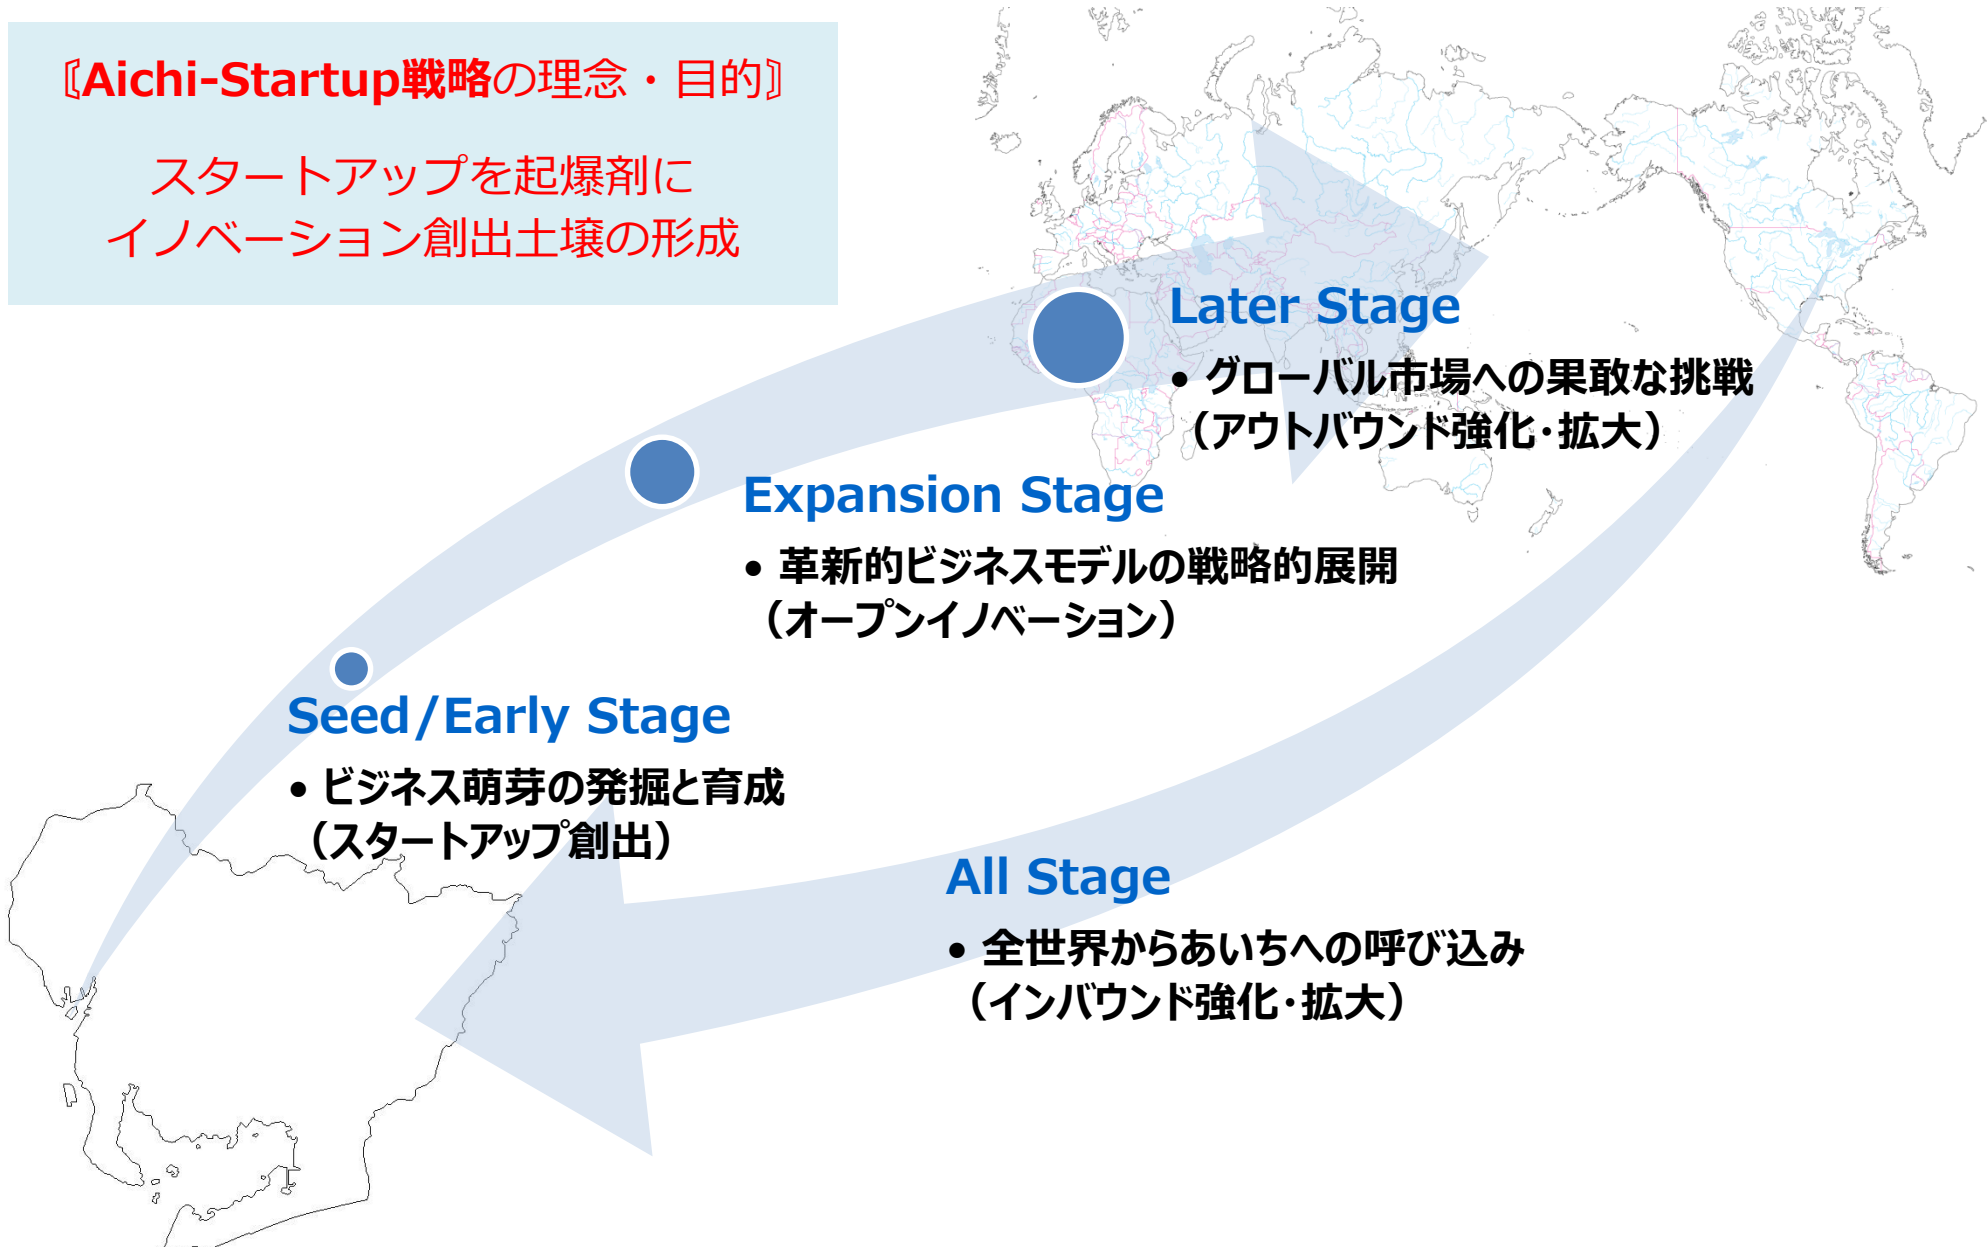 〖Aichi-Startup戦略の理念・目的〗
スタートアップを起爆剤に
イノベーション創出土壌の形成
Later Stage
• グローバル市場への果敢な挑戦
（アウトバウンド強化・拡大）
Expansion Stage
• 革新的ビジネスモデルの戦略的展開
（オープンイノベーション）
Seed/Early Stage
• ビジネス萌芽の発掘と育成
（スタートアップ創出）
All Stage
• 全世界からあいちへの呼び込み
（インバウンド強化・拡大）